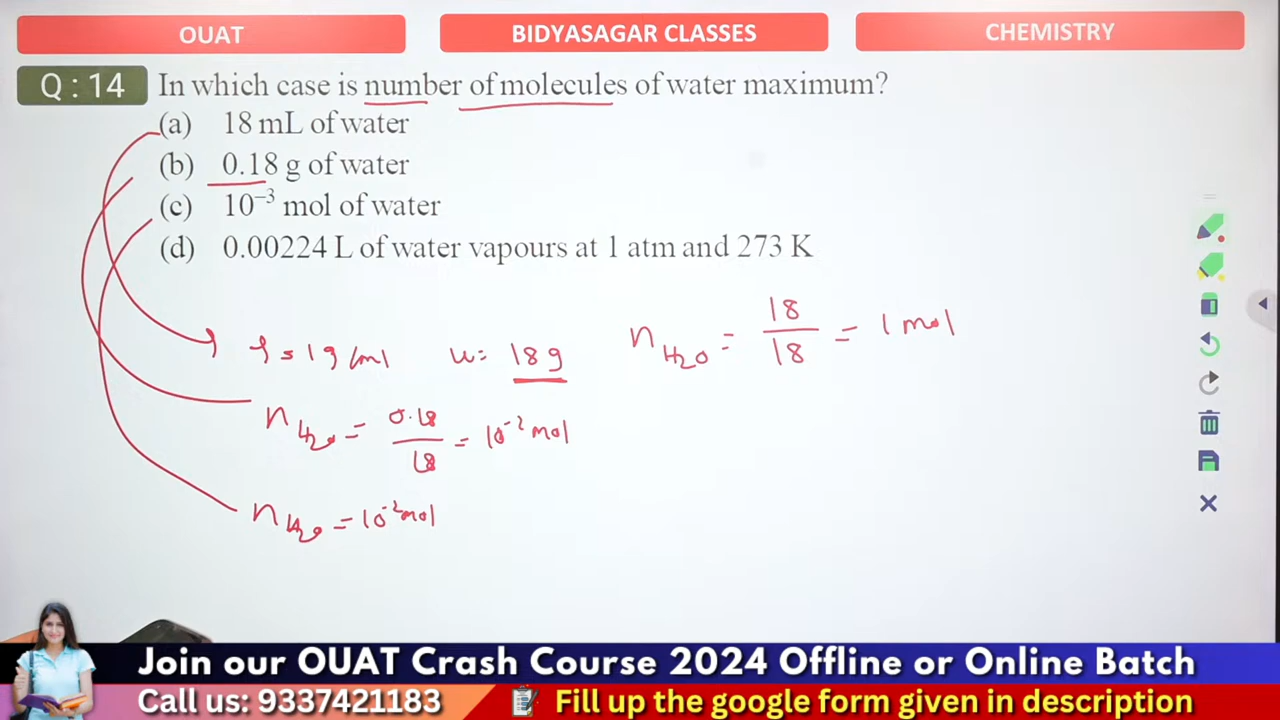 OUAT
BIDYASAGAR CLASSES
CHEMISTRY
Q : 14 In which case is number of molecules of water maximum?
(a) 18 mL of water
(b) 0.18 g of water
(c) 10⁻³ mol of water
(d) 0.00224 L of water vapours at 1 atm and 273 K
n H₂O = 18/18 = 1 mol
= 1 g/ml w = 18 g
n H₂O = 0.18/18 = 10⁻² mol
n H₂O = 10⁻² mol
Join our OUAT Crash Course 2024 Offline or Online Batch
Call us: 9337421183 Fill up the google form given in description